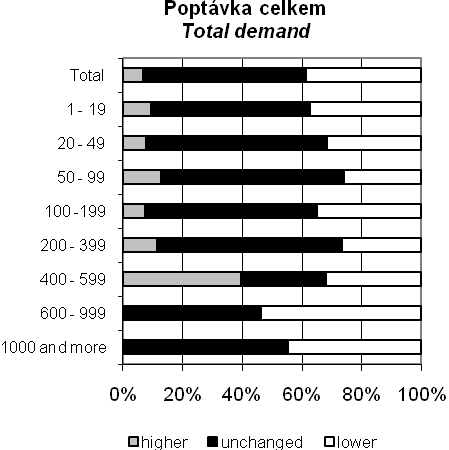 Poptávka celkem
Total demand
Total
1 - 19
20 - 49
50 - 99
100 -199
200 - 399
400 - 599
600 - 999
1000 and more
0% 20% 40% 60% 80% 100%
higher unchanged lower